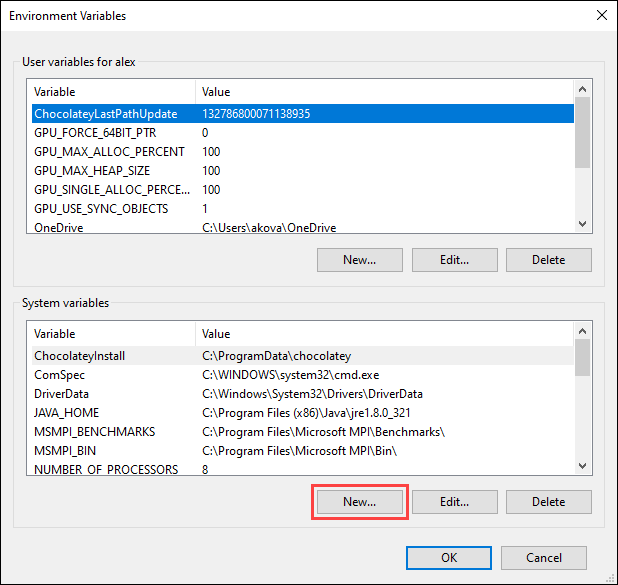 Environment Variables
User variables for alex
Variable Value
ChocolateyLastPathUpdate 132786800071138935
GPU_FORCE_64BIT_PTR 0
GPU_MAX_ALLOC_PERCENT 100
GPU_MAX_HEAP_SIZE 100
GPU_SINGLE_ALLOC_PERCE... 100
GPU_USE_SYNC_OBJECTS 1
OneDrive C:\Users\akova\OneDrive
New... Edit... Delete
System variables
Variable Value
ChocolateyInstall C:\ProgramData\chocolatey
ComSpec C:\WINDOWS\system32\cmd.exe
DriverData C:\Windows\System32\Drivers\DriverData
JAVA_HOME C:\Program Files (x86)\Java\jre1.8.0_321
MSMPI_BENCHMARKS C:\Program Files\Microsoft MPI\Benchmarks\
MSMPI_BIN C:\Program Files\Microsoft MPI\Bin\
NUMBER_OF_PROCESSORS 8
New... Edit... Delete
OK Cancel